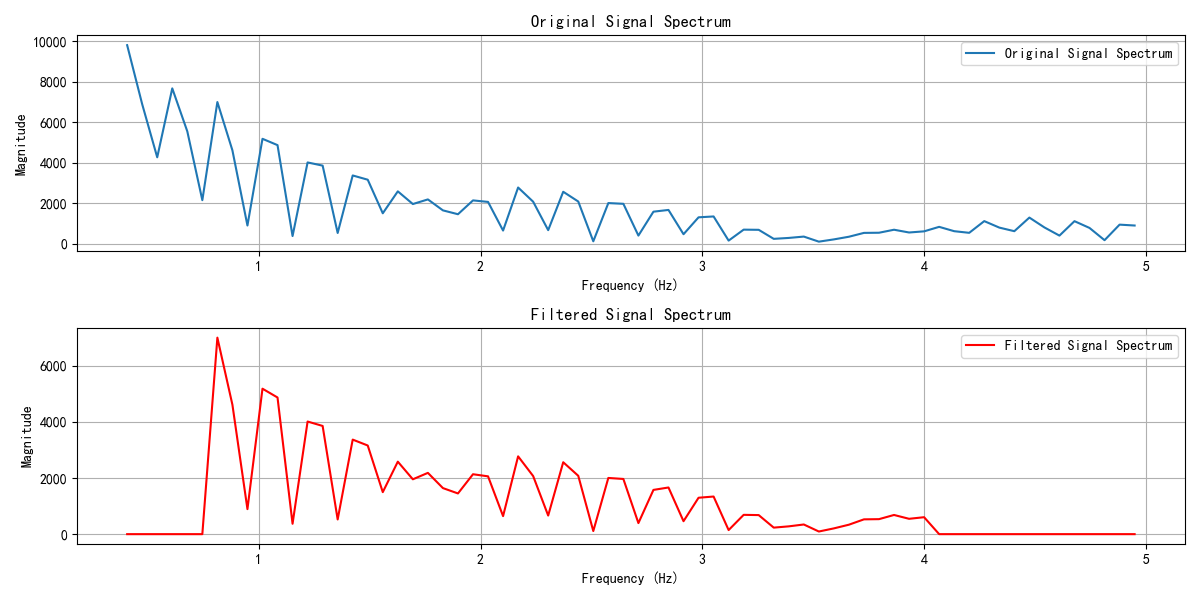 Original Signal Spectrum
10000
8000
6000
4000
2000
0
Magnitude
Original Signal Spectrum
1 2 3 4 5
Frequency (Hz)
Filtered Signal Spectrum
6000
4000
2000
0
Magnitude
Filtered Signal Spectrum
1 2 3 4 5
Frequency (Hz)